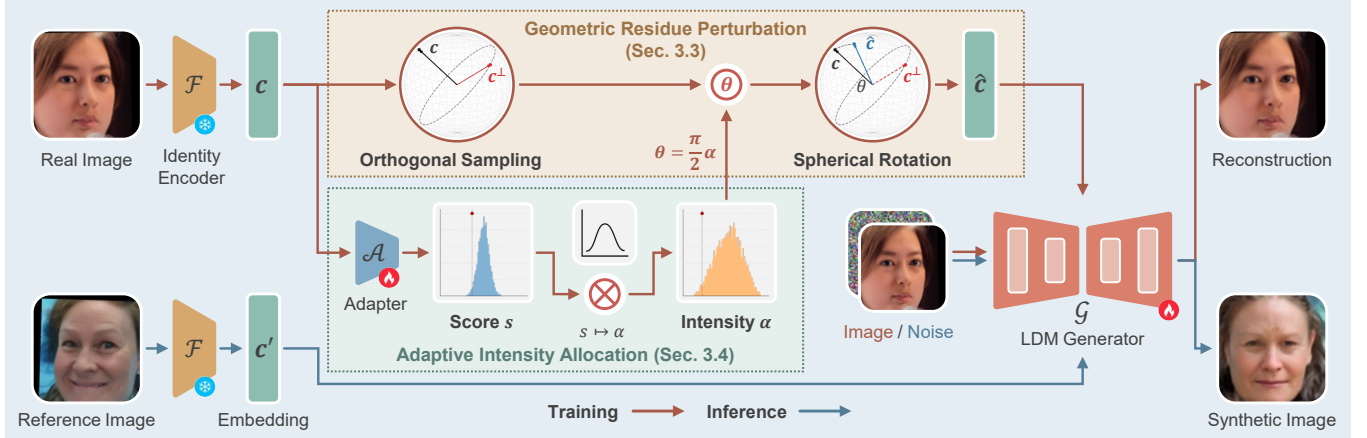 Geometric Residue Perturbation
(Sec. 3.3)
Real Image
ℱ
Identity
Encoder
c
c
c⊥
Orthogonal Sampling
θ
θ = π/2 α
c
ĉ
c⊥
θ
Spherical Rotation
ĉ
Reconstruction
𝒜
Adapter
Score s
s ↦ α
Intensity α
Adaptive Intensity Allocation (Sec. 3.4)
Image / Noise
𝒢
LDM Generator
Reference Image
ℱ
c′
Embedding
Training
Inference
Synthetic Image